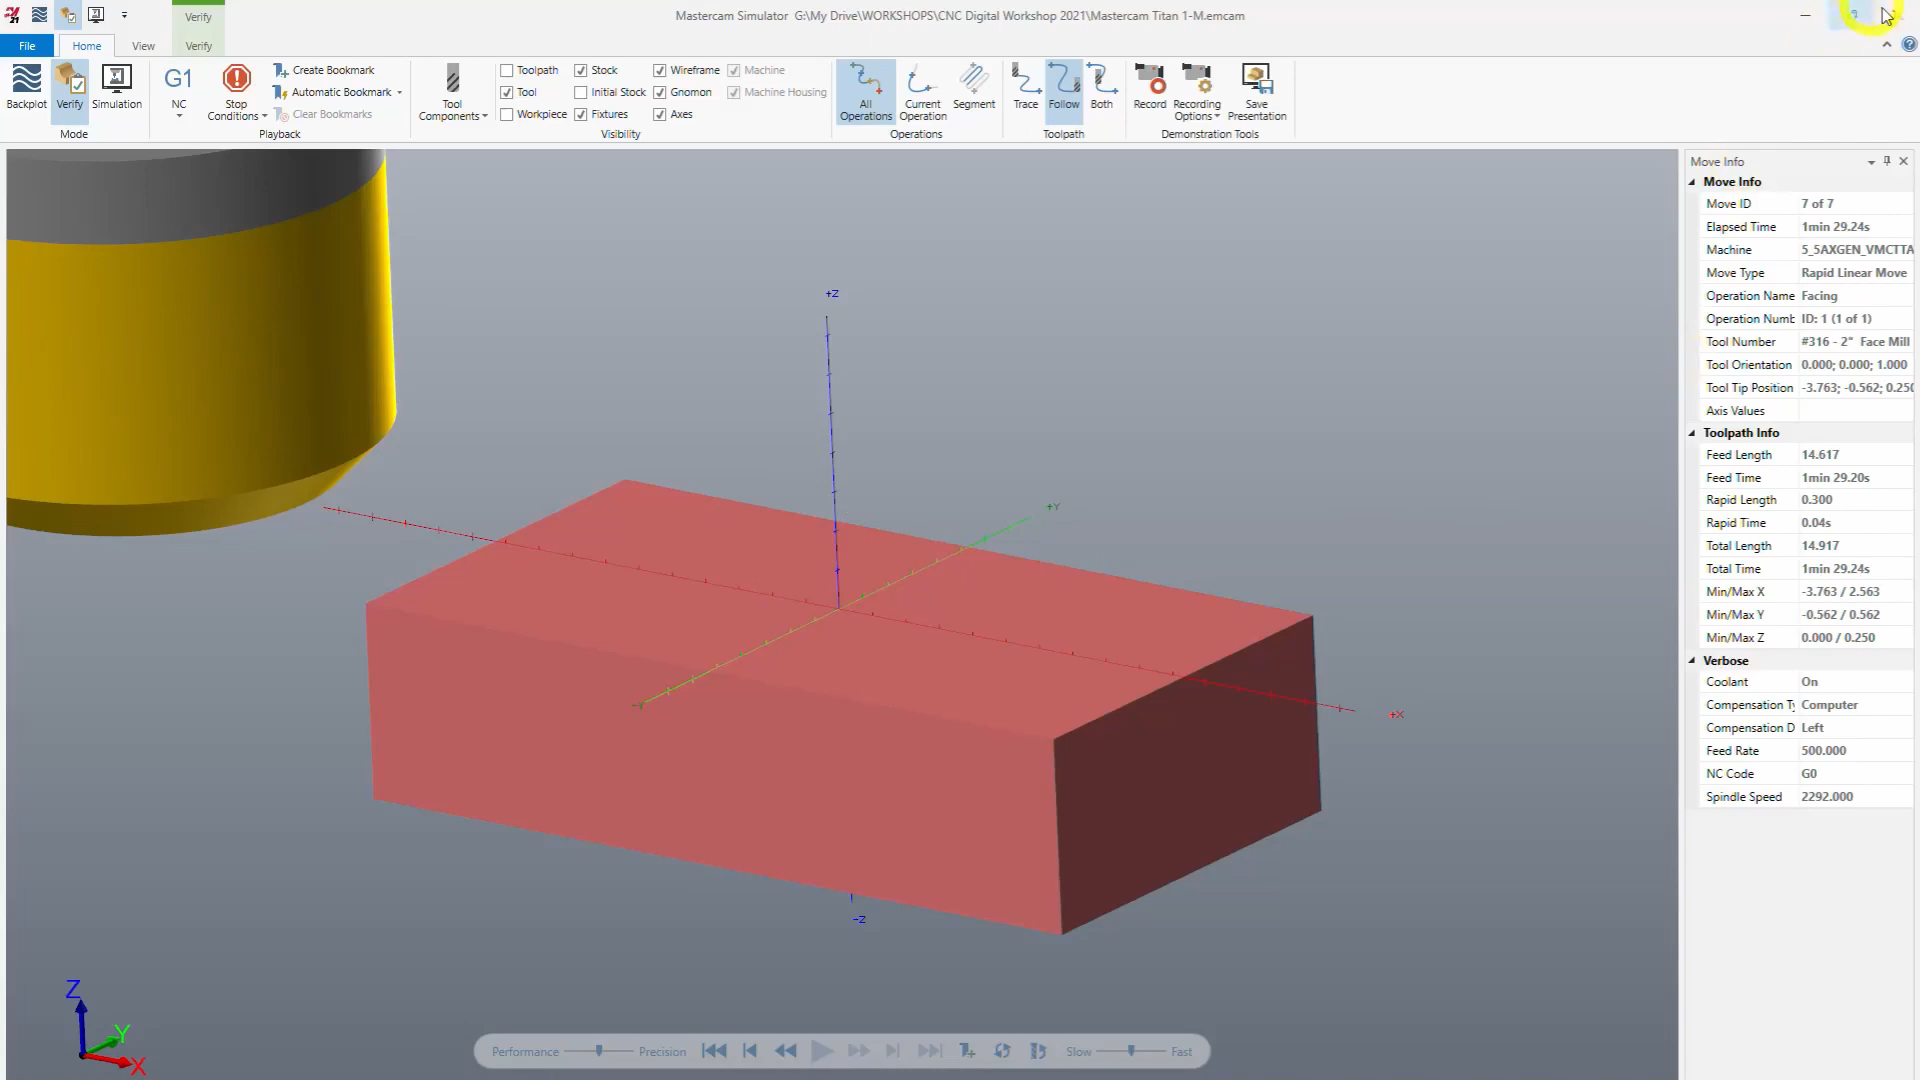 Verify
Mastercam Simulator  G:\My Drive\WORKSHOPS\CNC Digital Workshop 2021\Mastercam Titan 1-M.emcam
21
File
Home
View
Verify
Backplot
Verify
Simulation
Mode
G1
NC
Stop
Conditions
Create Bookmark
Automatic Bookmark
Clear Bookmarks
Playback
Tool
Components
Toolpath
Stock
Wireframe
Machine
Tool
Initial Stock
Gnomon
Machine Housing
Workpiece
Fixtures
Axes
Visibility
All
Operations
Current
Operation
Segment
Operations
Trace
Follow
Both
Toolpath
Record
Recording
Options
Save
Presentation
Demonstration Tools
Move Info
Move Info
Move ID 7 of 7
Elapsed Time 1min 29.24s
Machine 5_5AXGEN_VMCTTA
Move Type Rapid Linear Move
Operation Name Facing
Operation Numb ID: 1 (1 of 1)
Tool Number #316 - 2"  Face Mill
Tool Orientation 0.000; 0.000; 1.000
Tool Tip Position -3.763; -0.562; 0.250
Axis Values
Toolpath Info
Feed Length 14.617
Feed Time 1min 29.20s
Rapid Length 0.300
Rapid Time 0.04s
Total Length 14.917
Total Time 1min 29.24s
Min/Max X -3.763 / 2.563
Min/Max Y -0.562 / 0.562
Min/Max Z 0.000 / 0.250
Verbose
Coolant On
Compensation Ty Computer
Compensation D Left
Feed Rate 500.000
NC Code G0
Spindle Speed 2292.000
+Z
+Y
-Y
+X
-Z
Z
Y
X
Performance
Precision
Slow
Fast